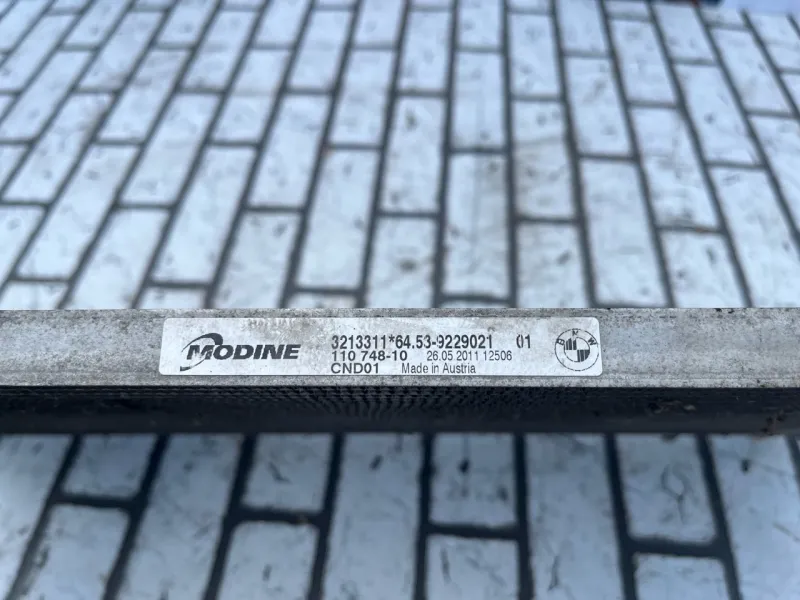 MODINE
3213311*64.53-9229021 01
110 748-10 26.05.2011 12506
CND01 Made in Austria
BMW